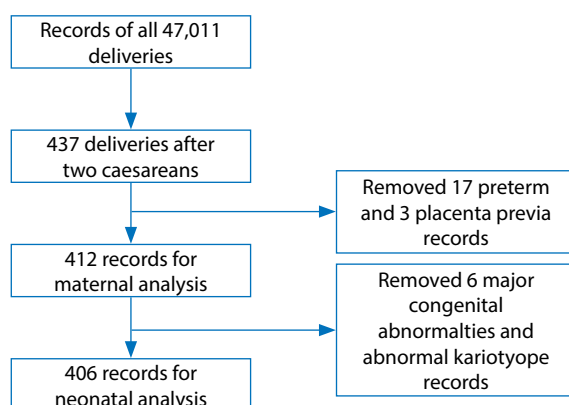 Records of all 47,011
deliveries
437 deliveries after
two caesareans
Removed 17 preterm
and 3 placenta previa
records
412 records for
maternal analysis
Removed 6 major
congenital
abnormalties and
abnormal kariotyope
records
406 records for
neonatal analysis